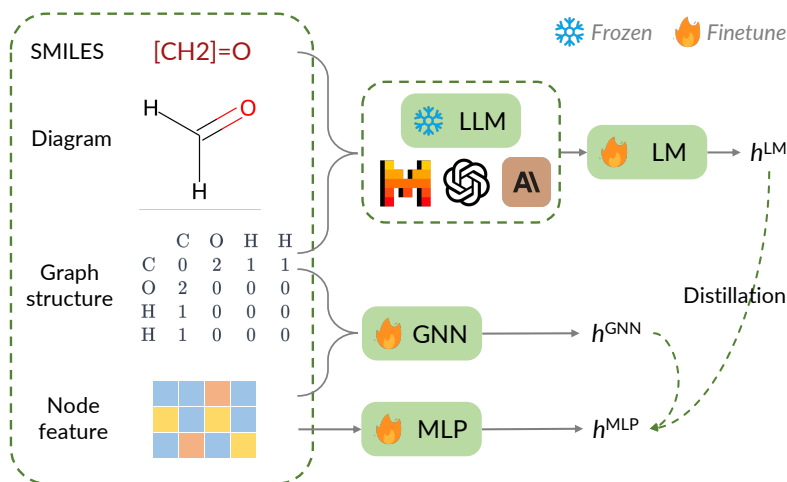 SMILES
[CH2]=O
Frozen
Finetune
Diagram
H
O
H
LLM
LM
h^LM
AI
Graph
structure
C O H H
C 0 2 1 1
O 2 0 0 0
H 1 0 0 0
H 1 0 0 0
Distillation
GNN
h^GNN
Node
feature
MLP
h^MLP